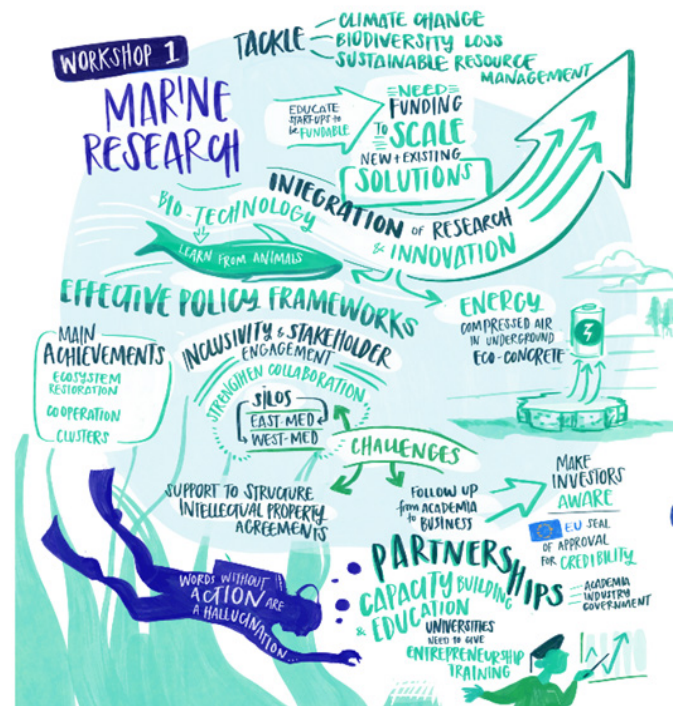 WORKSHOP 1
MARINE
RESEARCH
TACKLE
CLIMATE CHANGE
BIODIVERSITY LOSS
SUSTAINABLE RESOURCE
MANAGEMENT
EDUCATE
START-UPS to
be FUNDABLE
NEED
FUNDING
TO SCALE
NEW + EXISTING
SOLUTIONS
INTEGRATION OF RESEARCH
& INNOVATION
BIO-TECHNOLOGY
LEARN FROM ANIMALS
EFFECTIVE POLICY FRAMEWORKS
ENERGY
COMPRESSED AIR
IN UNDERGROUND
ECO-CONCRETE
MAIN
ACHIEVEMENTS
ECOSYSTEM
RESTORATION
COOPERATION
CLUSTERS
INCLUSIVITY & STAKEHOLDER
ENGAGEMENT
STRENGTHEN COLLABORATION
SILOS
EAST-MED
WEST-MED
CHALLENGES
SUPPORT TO STRUCTURE
INTELLECTUAL PROPERTY
AGREEMENTS
FOLLOW UP
from ACADEMIA
to BUSINESS
MAKE
INVESTORS
AWARE
EU SEAL
OF APPROVAL
FOR CREDIBILITY
PARTNERSHIPS
ACADEMIA
INDUSTRY
GOVERNMENT
CAPACITY BUILDING
& EDUCATION
UNIVERSITIES
NEED TO GIVE
ENTREPRENEURSHIP
TRAINING
WORDS WITHOUT
ACTION ARE
A HALLUCINATION...